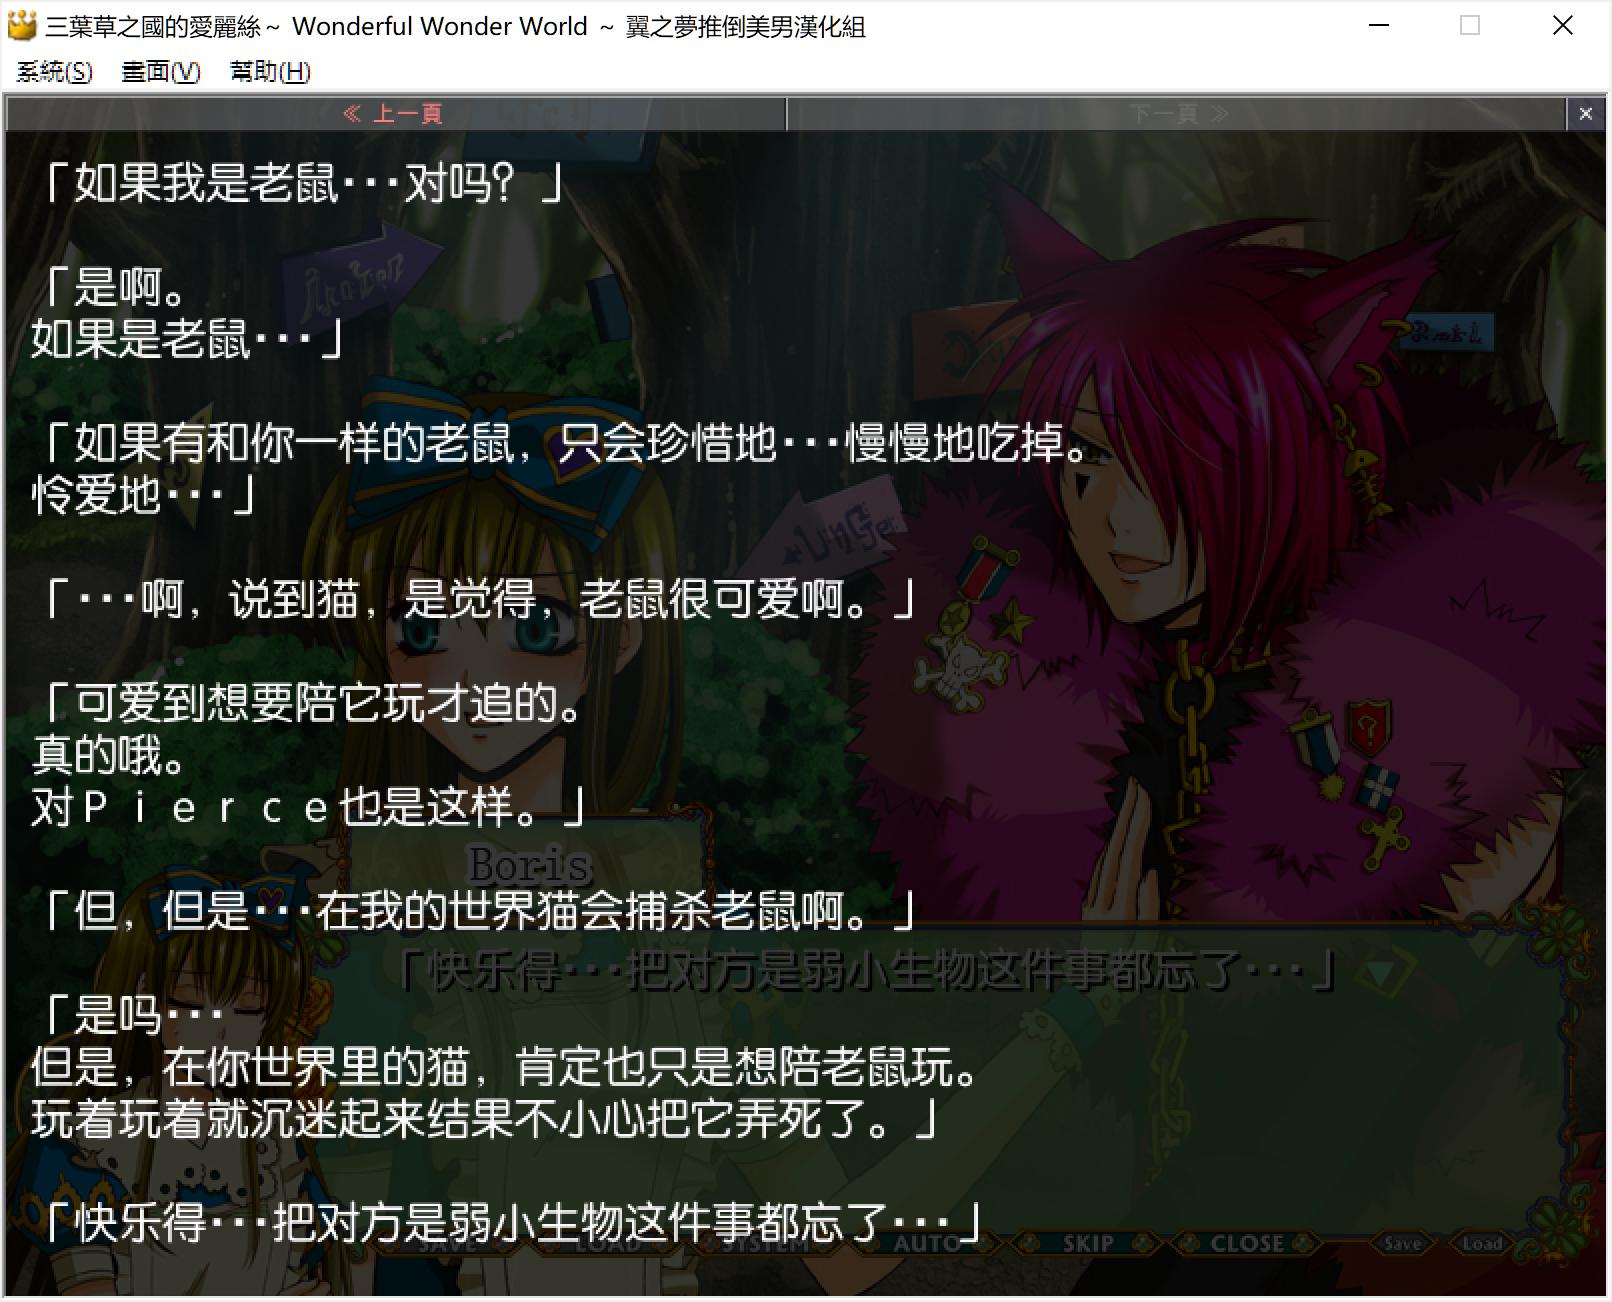 三葉草之國的愛麗絲～ Wonderful Wonder World ～ 翼之夢推倒美男漢化組
系統(S) 畫面(V) 幫助(H)
≪ 上一頁
下一頁 ≫
「如果我是老鼠···对吗？」
「是啊。
如果是老鼠···」
「如果有和你一样的老鼠，只会珍惜地···慢慢地吃掉。
怜爱地···」
「···啊，说到猫，是觉得，老鼠很可爱啊。」
「可爱到想要陪它玩才追的。
真的哦。
对Ｐｉｅｒｃｅ也是这样。」
Boris
「但，但是···在我的世界猫会捕杀老鼠啊。」
「快乐得···把对方是弱小生物这件事都忘了···」
「是吗···
但是，在你世界里的猫，肯定也只是想陪老鼠玩。
玩着玩着就沉迷起来结果不小心把它弄死了。」
「快乐得···把对方是弱小生物这件事都忘了···」
SAVE LOAD SYSTEM AUTO SKIP CLOSE Save Load